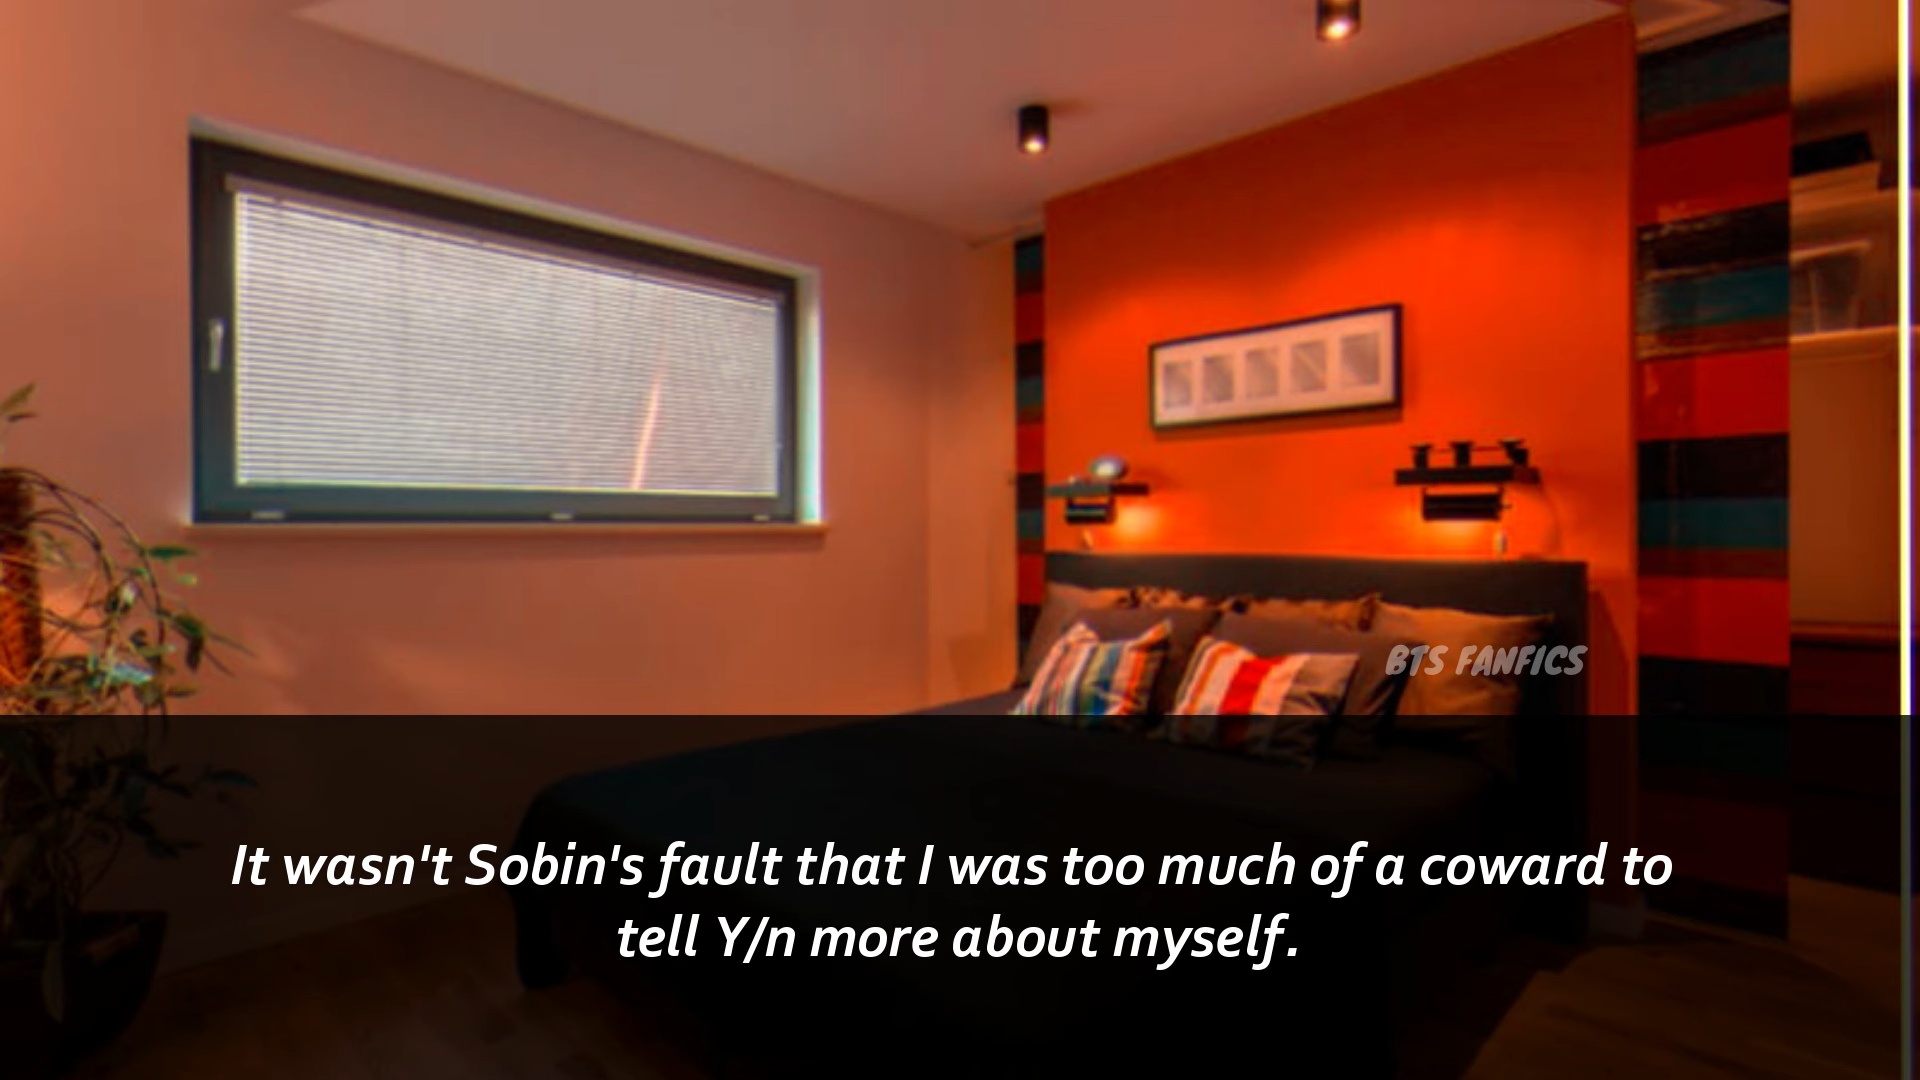 BTS FANFICS
It wasn't Sobin's fault that I was too much of a coward to
tell Y/n more about myself.